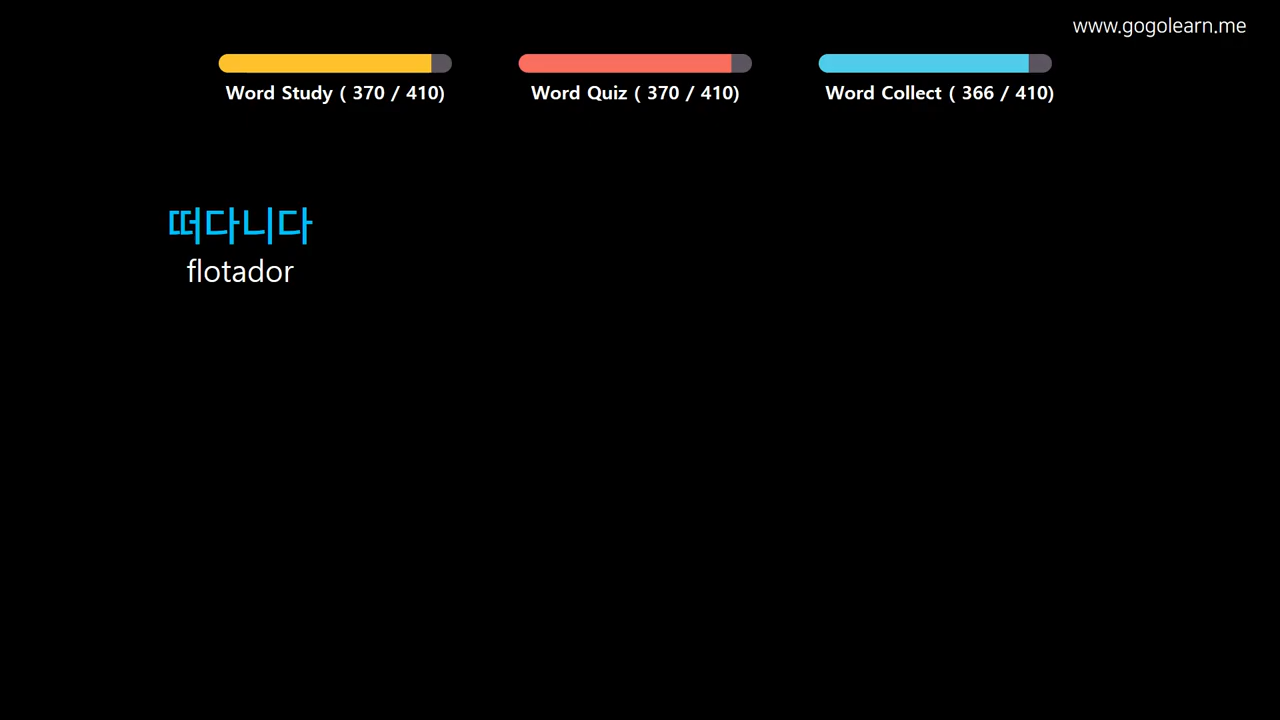 www.gogolearn.me
Word Study ( 370 / 410)
Word Quiz ( 370 / 410)
Word Collect ( 366 / 410)
떠다니다
flotador